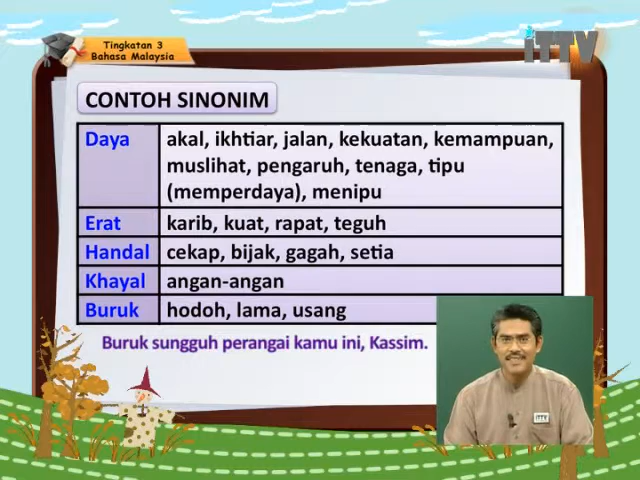 Tingkatan 3
Bahasa Malaysia
iTTV
CONTOH SINONIM
Daya akal, ikhtiar, jalan, kekuatan, kemampuan,
muslihat, pengaruh, tenaga, tipu
(memperdaya), menipu
Erat karib, kuat, rapat, teguh
Handal cekap, bijak, gagah, setia
Khayal angan-angan
Buruk hodoh, lama, usang
Buruk sungguh perangai kamu ini, Kassim.
iTTV